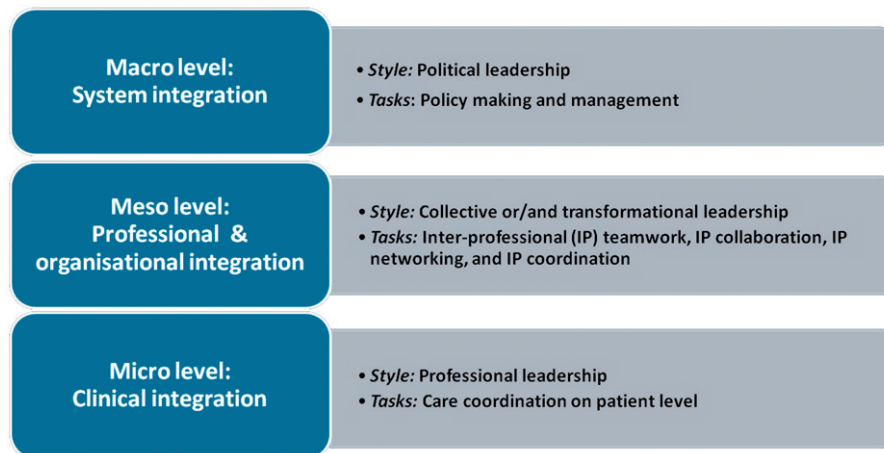 Macro level:
System integration
• Style: Political leadership
• Tasks: Policy making and management
Meso level:
Professional &
organisational integration
• Style: Collective or/and transformational leadership
• Tasks: Inter-professional (IP) teamwork, IP collaboration, IP
networking, and IP coordination
Micro level:
Clinical integration
• Style: Professional leadership
• Tasks: Care coordination on patient level